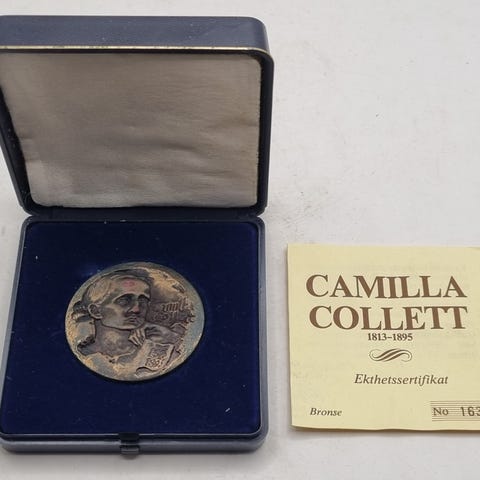 CAMILLA
COLLETT
1813–1895
Ekthetssertifikat
Bronse
No 163